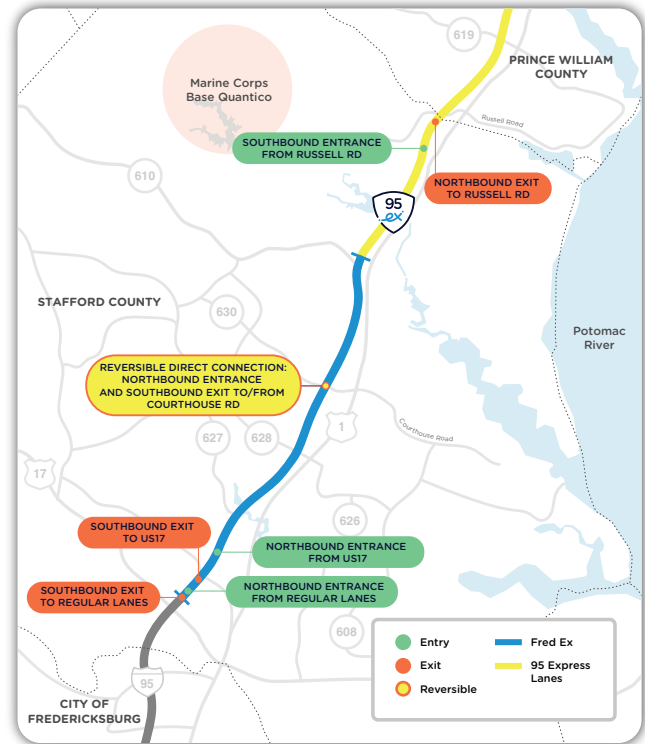 619
PRINCE WILLIAM
COUNTY
Marine Corps
Base Quantico
Russell Road
SOUTHBOUND ENTRANCE
FROM RUSSELL RD
610
NORTHBOUND EXIT
TO RUSSELL RD
95
ex
STAFFORD COUNTY
630
Potomac
River
REVERSIBLE DIRECT CONNECTION:
NORTHBOUND ENTRANCE
AND SOUTHBOUND EXIT TO/FROM
COURTHOUSE RD
1
Courthouse Road
627
628
17
626
SOUTHBOUND EXIT
TO US17
NORTHBOUND ENTRANCE
FROM US17
SOUTHBOUND EXIT
TO REGULAR LANES
NORTHBOUND ENTRANCE
FROM REGULAR LANES
608
Entry
Exit
Reversible
Fred Ex
95 Express
Lanes
95
CITY OF
FREDERICKSBURG